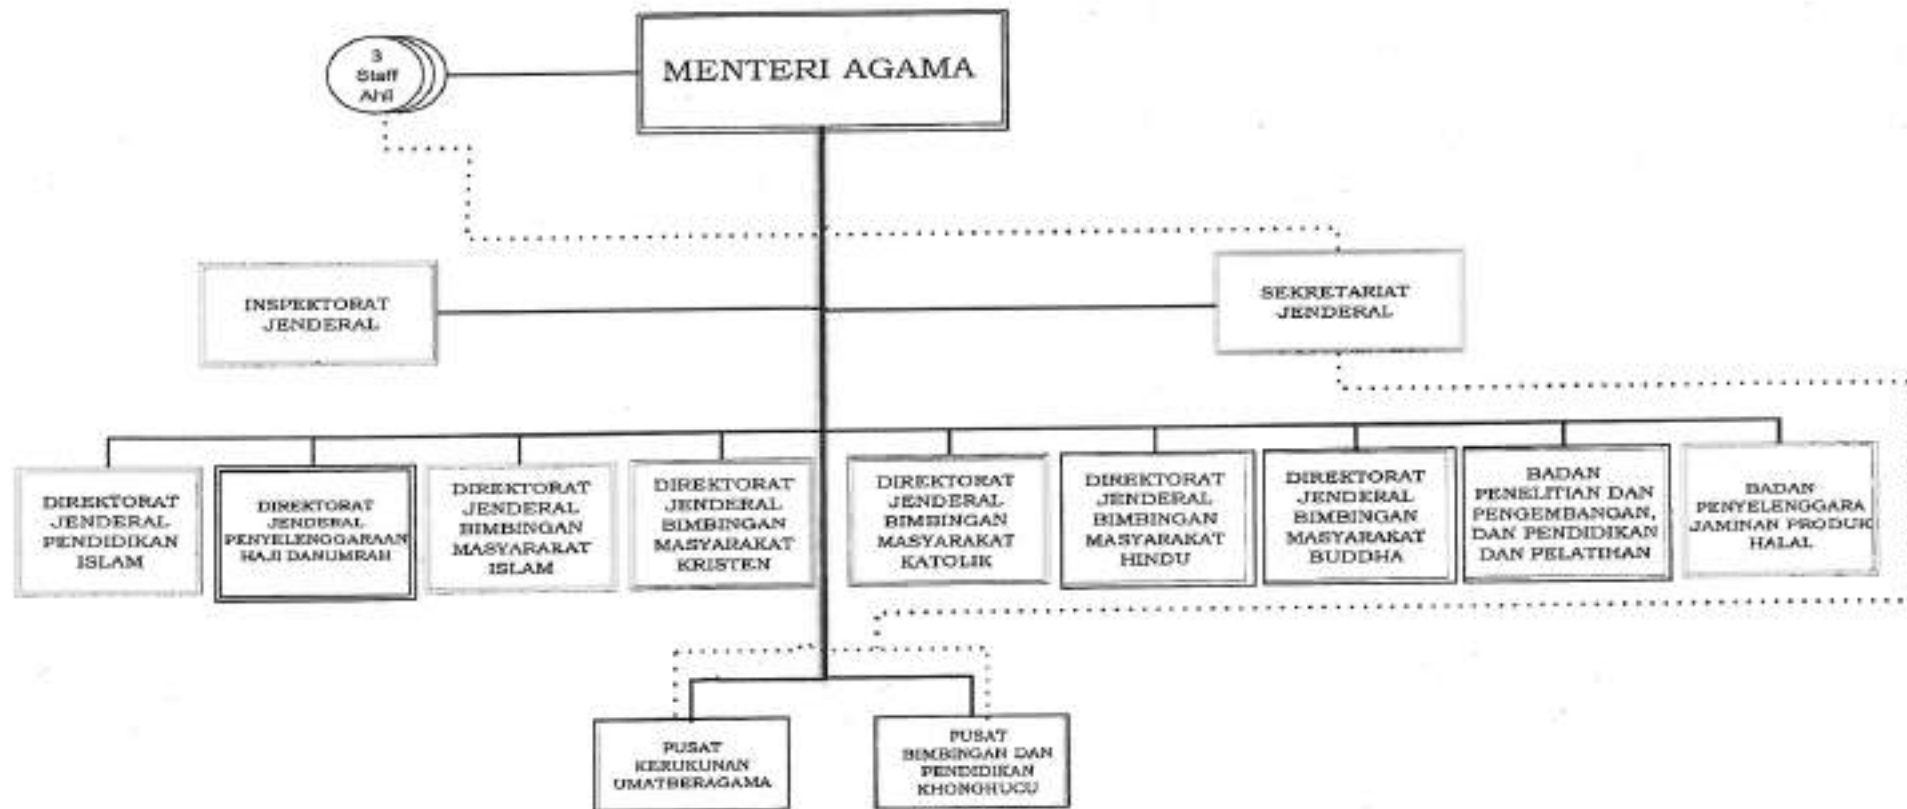 3
Staff
Ahli
MENTERI AGAMA
INSPEKTORAT
JENDERAL
SEKRETARIAT
JENDERAL
DIREKTORAT
JENDERAL
PENDIDIKAN
ISLAM
DIREKTORAT
JENDERAL
PENYELENGGARAAN
HAJI DANUMRAH
DIREKTORAT
JENDERAL
BIMBINGAN
MASYARAKAT
ISLAM
DIREKTORAT
JENDERAL
BIMBINGAN
MASYARAKAT
KRISTEN
DIREKTORAT
JENDERAL
BIMBINGAN
MASYARAKAT
KATOLIK
DIREKTORAT
JENDERAL
BIMBINGAN
MASYARAKAT
HINDU
DIREKTORAT
JENDERAL
BIMBINGAN
MASYARAKAT
BUDDHA
BADAN
PENELITIAN DAN
PENGEMBANGAN,
DAN PENDIDIKAN
DAN PELATIHAN
BADAN
PENYELENGGARA
JAMINAN PRODUK
HALAL
PUSAT
KERUKUNAN
UMATBERAGAMA
PUSAT
BIMBINGAN DAN
PENDIDIKAN
KHONGHUCU